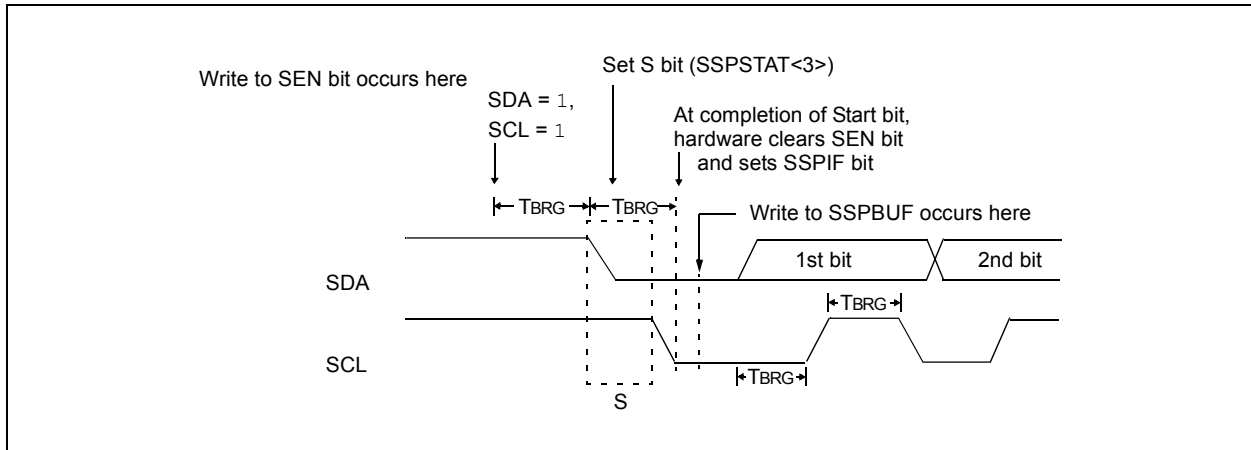 Write to SEN bit occurs here
Set S bit (SSPSTAT<3>)
SDA = 1,
SCL = 1
At completion of Start bit,
hardware clears SEN bit
and sets SSPIF bit
TBRG
TBRG
Write to SSPBUF occurs here
SDA
1st bit
2nd bit
TBRG
SCL
TBRG
S